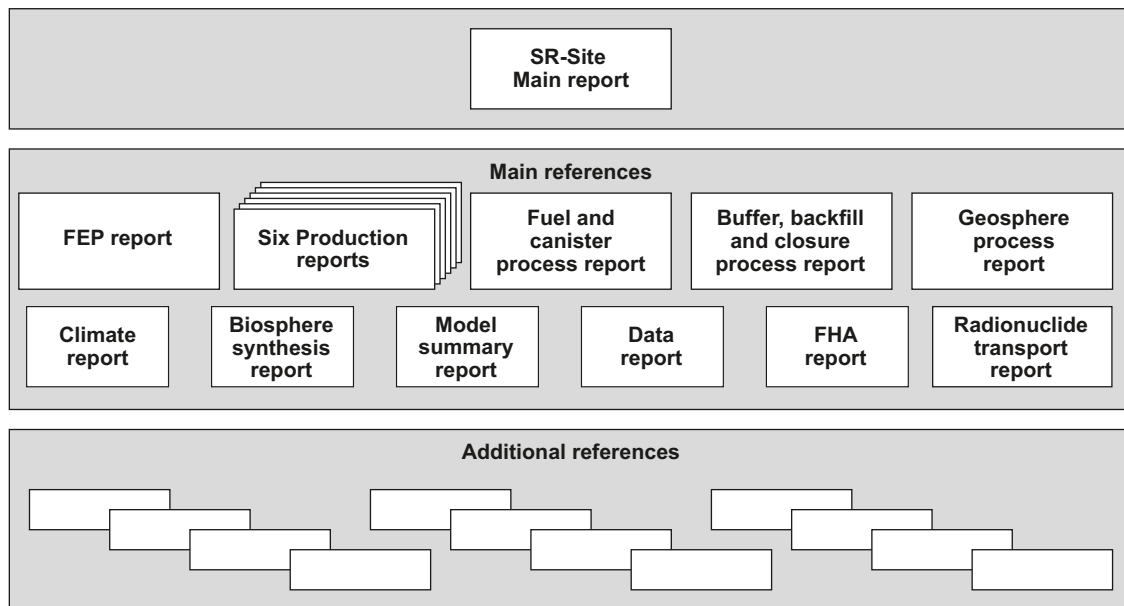 SR-Site
Main report
Main references
FEP report
Six Production
reports
Fuel and
canister
process report
Buffer, backfill
and closure
process report
Geosphere
process
report
Climate
report
Biosphere
synthesis
report
Model
summary
report
Data
report
FHA
report
Radionuclide
transport
report
Additional references